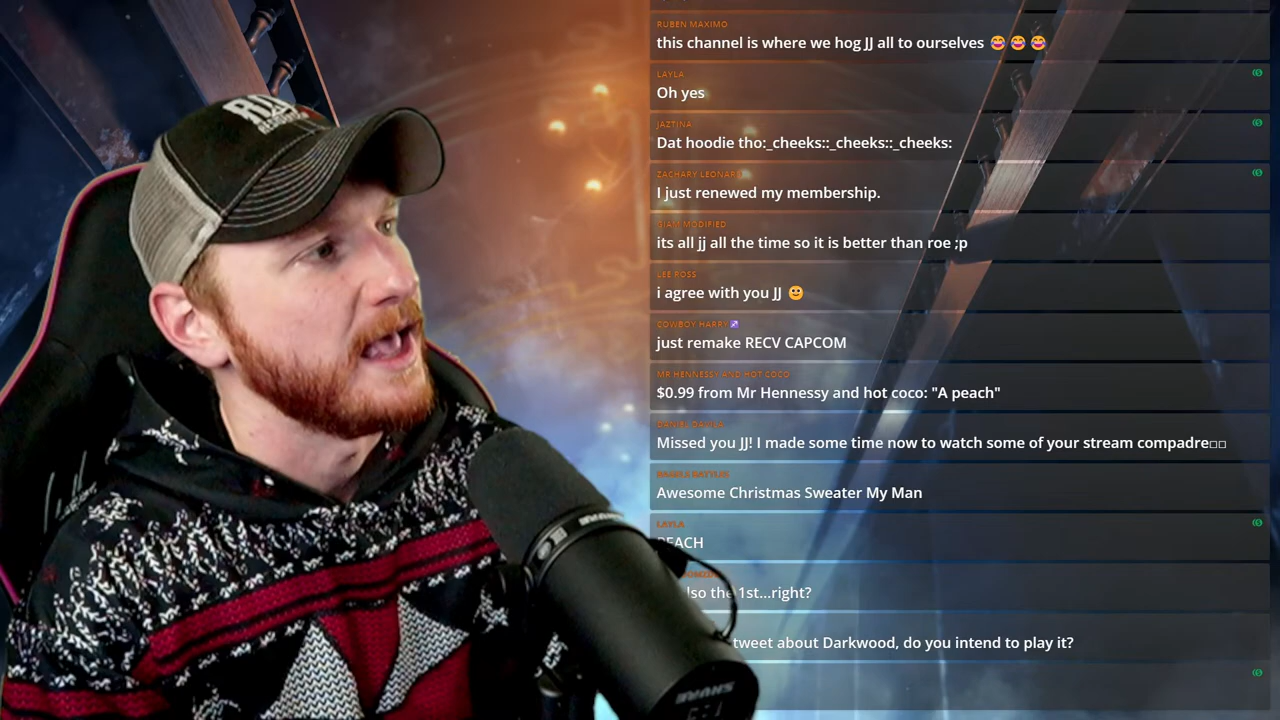 RUBEN MAXIMO
this channel is where we hog JJ all to ourselves 😂 😂 😂
LAYLA
Oh yes
JAZTINA
Dat hoodie tho:_cheeks::_cheeks::_cheeks:
ZACHARY LEONARD
I just renewed my membership.
GIAM MODIFIED
its all jj all the time so it is better than roe ;p
LEE ROSS
i agree with you JJ 🙂
COWBOY HARRY♐
just remake RECV CAPCOM
MR HENNESSY AND HOT COCO
$0.99 from Mr Hennessy and hot coco: "A peach"
Missed you JJ! I made some time now to watch some of your stream compadre□□
Awesome Christmas Sweater My Man
LAYLA
PEACH
the 1st...right?
tweet about Darkwood, do you intend to play it?
SHURE